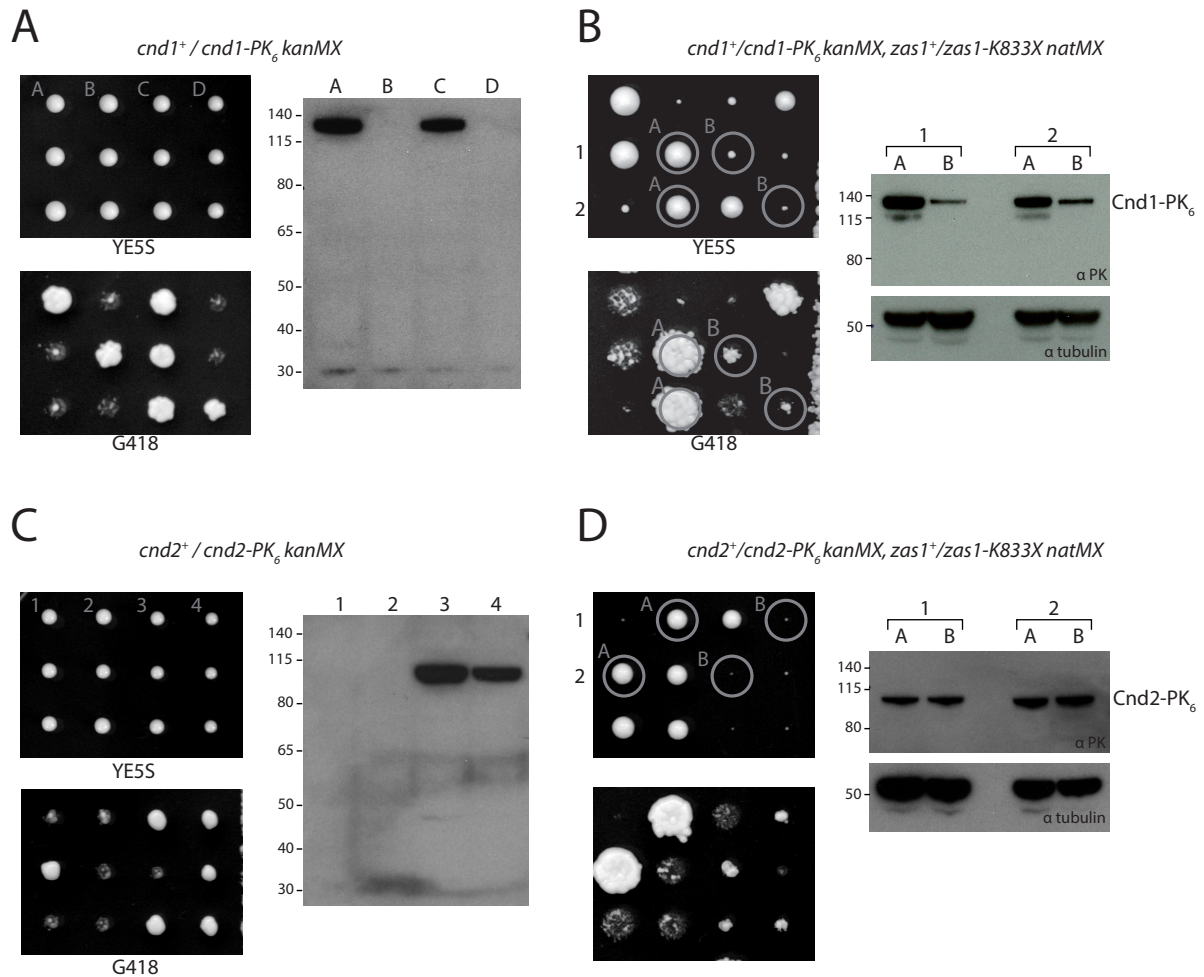 A
cnd1⁺ / cnd1-PK₆ kanMX
A B C D
YE5S
G418
A B C D
140
115
80
65
50
40
30
B
cnd1⁺/cnd1-PK₆ kanMX, zas1⁺/zas1-K833X natMX
1
2
A B
A B
YE5S
A B
A B
G418
1 2
A B A B
140
115
80
Cnd1-PK₆
α PK
50
α tubulin
C
cnd2⁺ / cnd2-PK₆ kanMX
1 2 3 4
YE5S
G418
1 2 3 4
140
115
80
65
50
40
30
D
cnd2⁺/cnd2-PK₆ kanMX, zas1⁺/zas1-K833X natMX
1
2
A B
A B
1 2
A B A B
140
115
80
Cnd2-PK₆
α PK
50
α tubulin